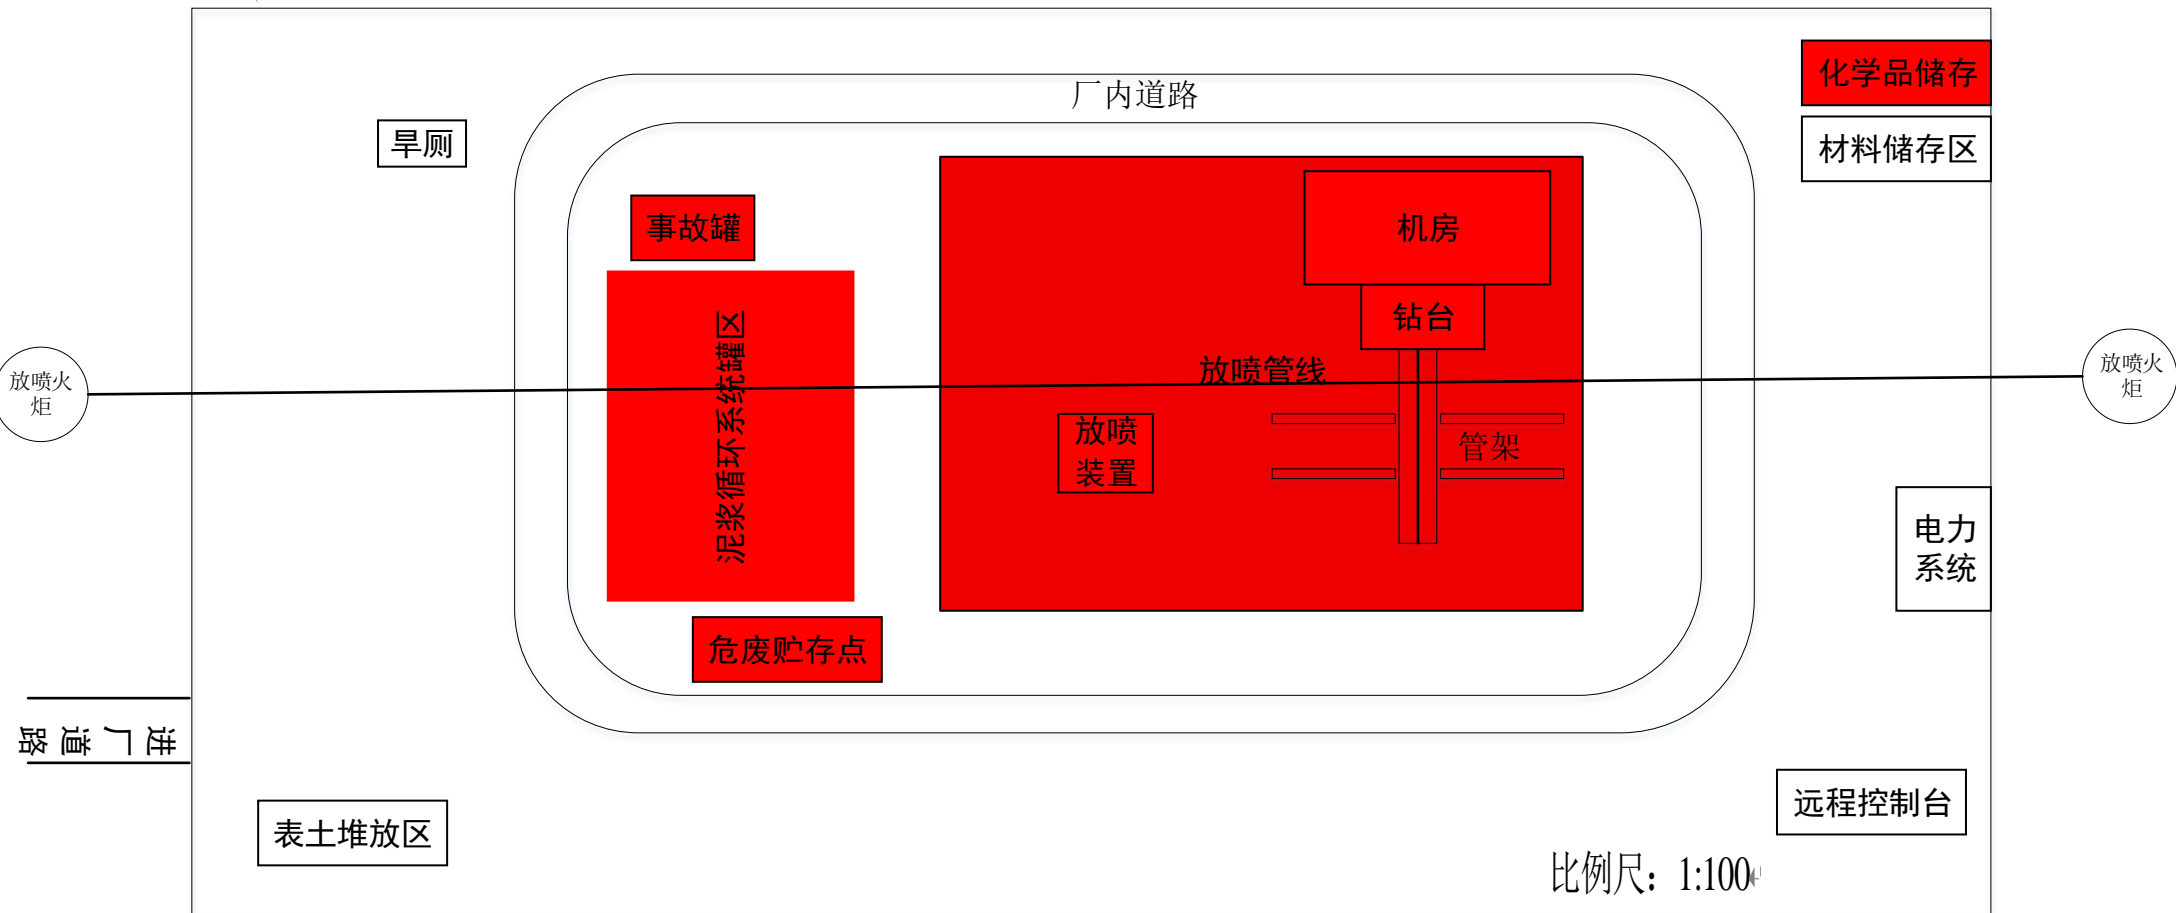 化学品储存
厂内道路
旱厕
材料储存区
事故罐
机房
钻台
泥浆循环系统罐区
放喷管线
放喷火
炬
放喷火
炬
放喷
装置
管架
电力
系统
危废贮存点
进厂道路
远程控制台
表土堆放区
比例尺：1:100